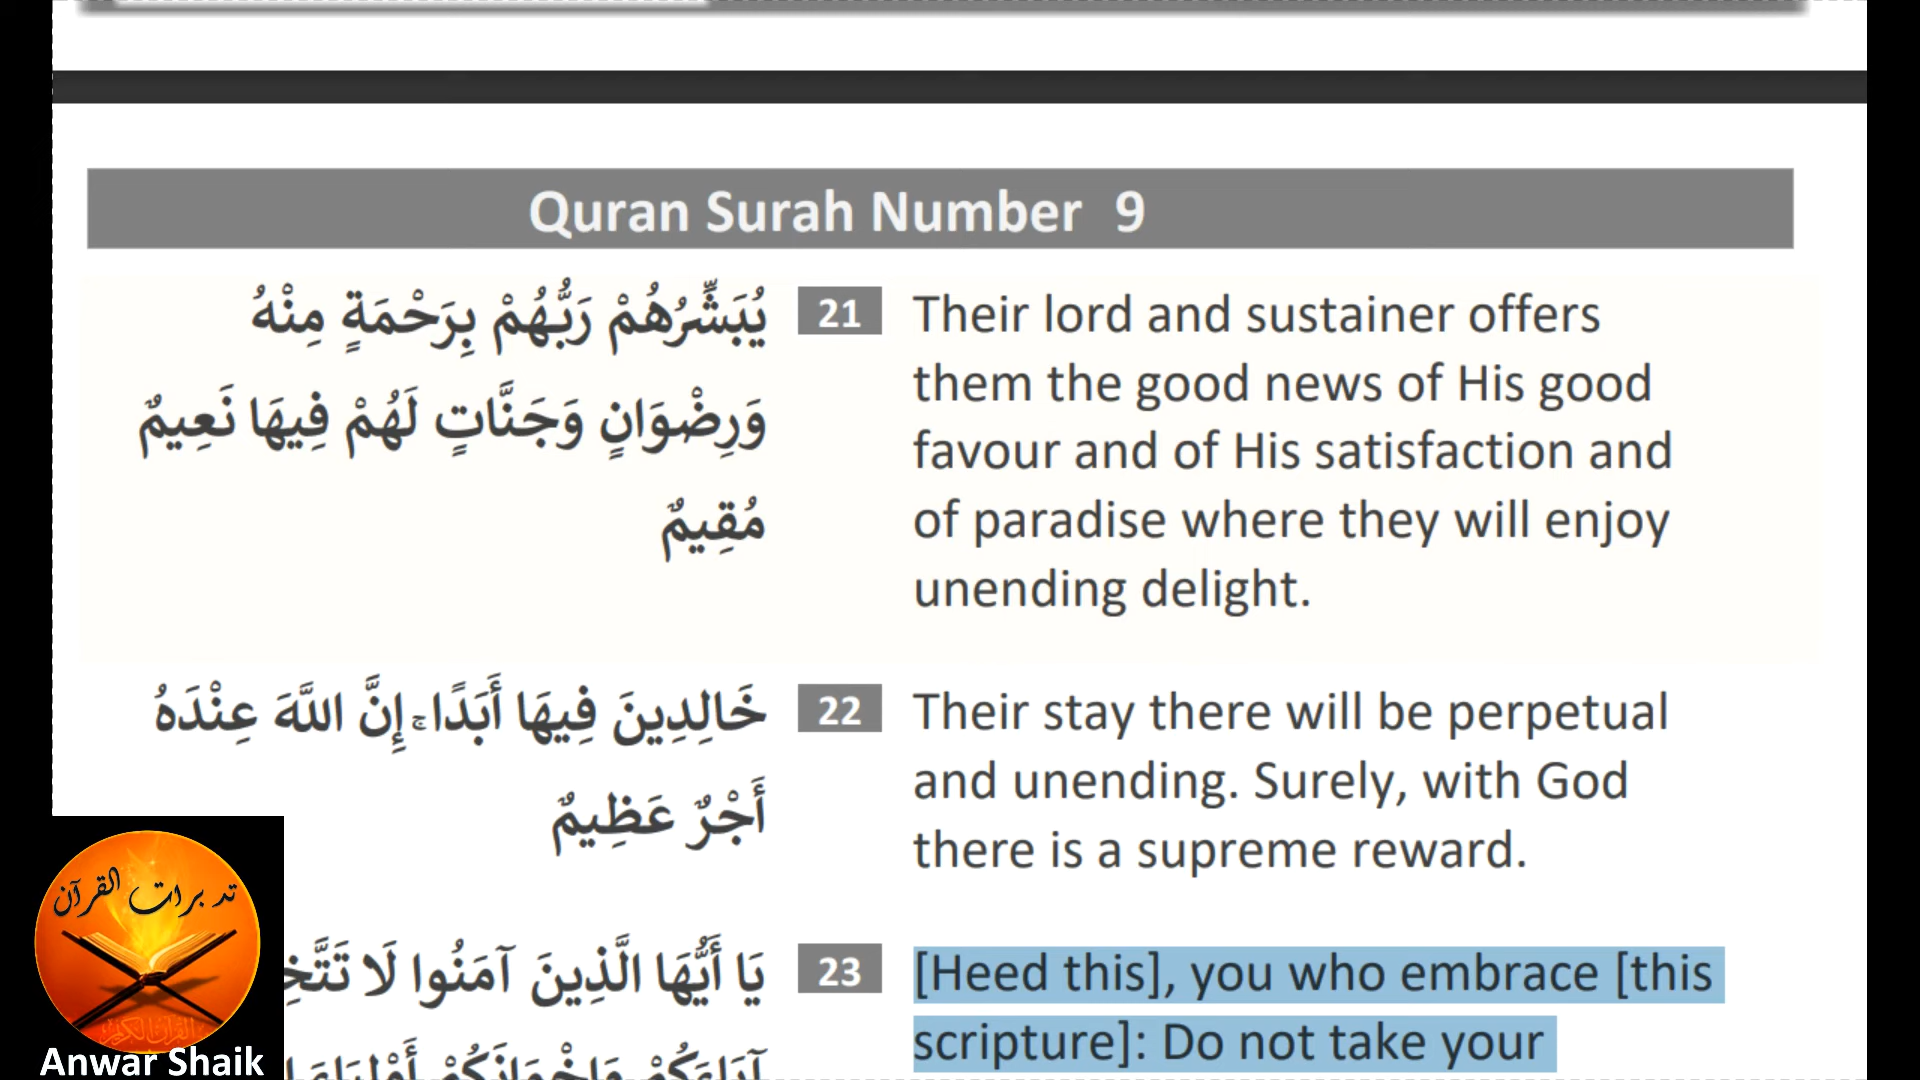 Quran Surah Number 9
يُبَشِّرُهُمْ رَبُّهُمْ بِرَحْمَةٍ مِنْهُ
وَرِضْوَانٍ وَجَنَّاتٍ لَهُمْ فِيهَا نَعِيمٌ
مُقِيمٌ
21
Their lord and sustainer offers
them the good news of His good
favour and of His satisfaction and
of paradise where they will enjoy
unending delight.
خَالِدِينَ فِيهَا أَبَدًا ۚ إِنَّ اللَّهَ عِنْدَهُ
أَجْرٌ عَظِيمٌ
22
Their stay there will be perpetual
and unending. Surely, with God
there is a supreme reward.
يَا أَيُّهَا الَّذِينَ آمَنُوا لَا
23
[Heed this], you who embrace [this
scripture]: Do not take your
تدبرات القرآن
Anwar Shaik